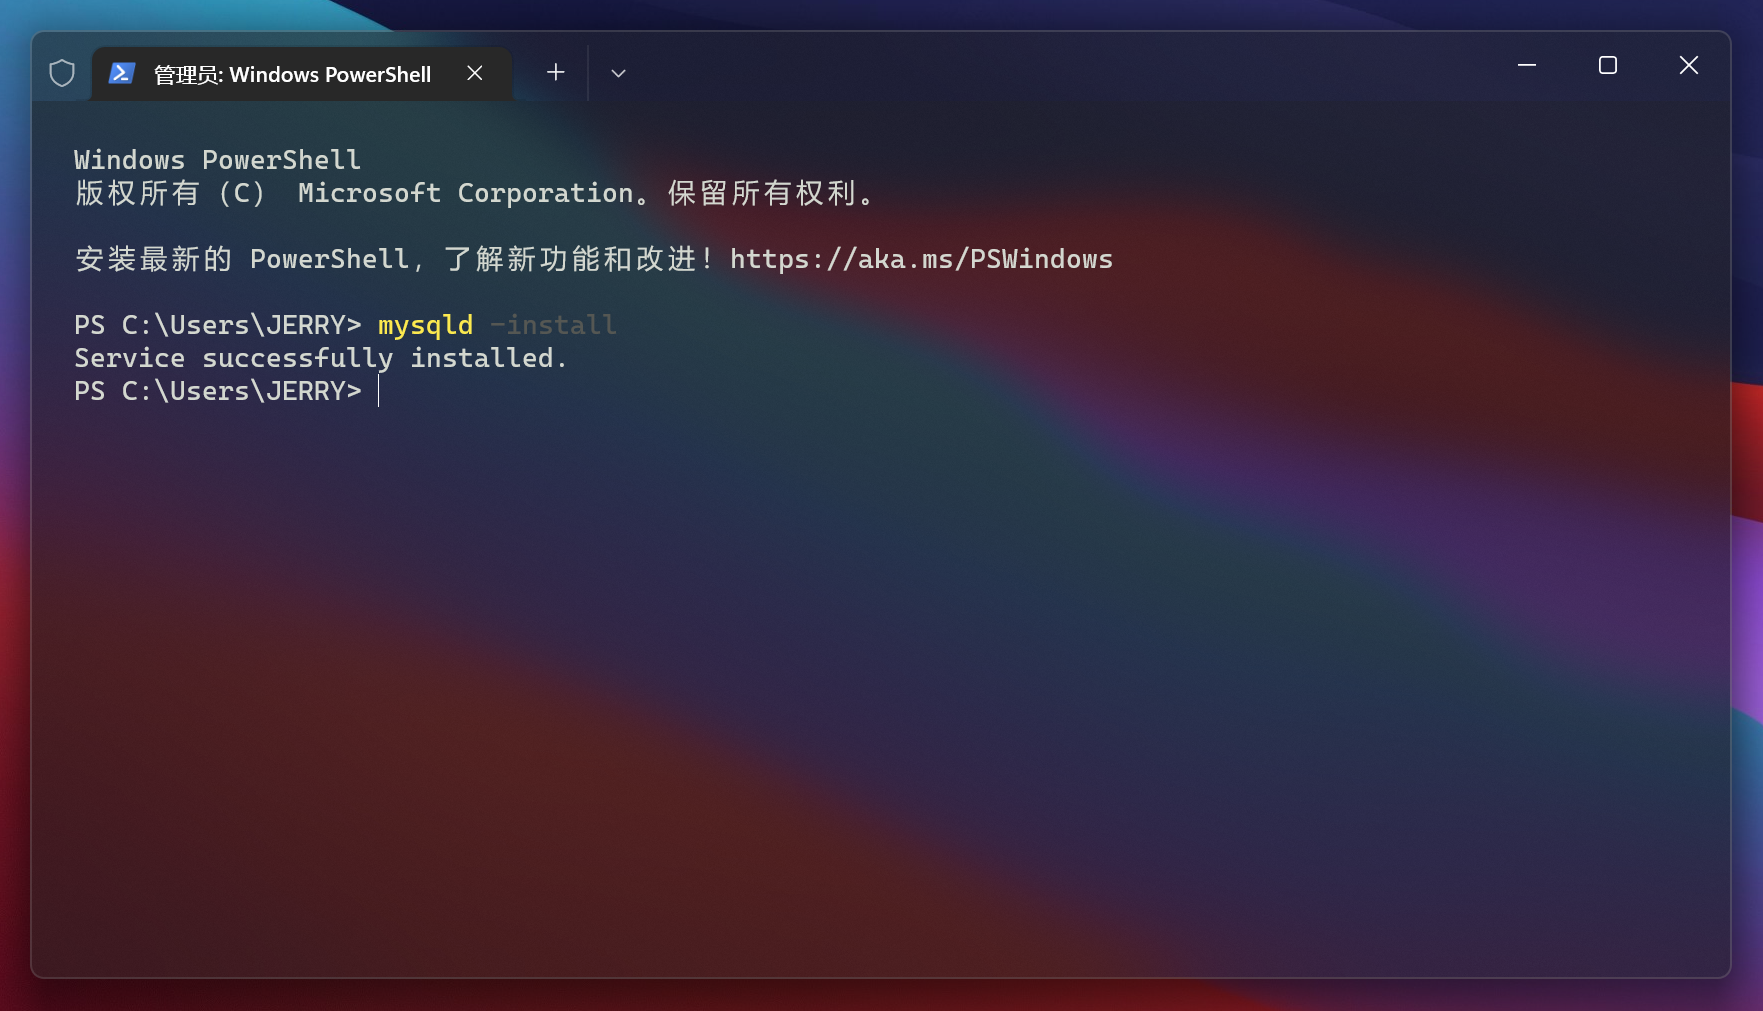 管理员: Windows PowerShell
Windows PowerShell
版权所有（C） Microsoft Corporation。保留所有权利。
安装最新的 PowerShell，了解新功能和改进！https://aka.ms/PSWindows
PS C:\Users\JERRY> mysqld -install
Service successfully installed.
PS C:\Users\JERRY>